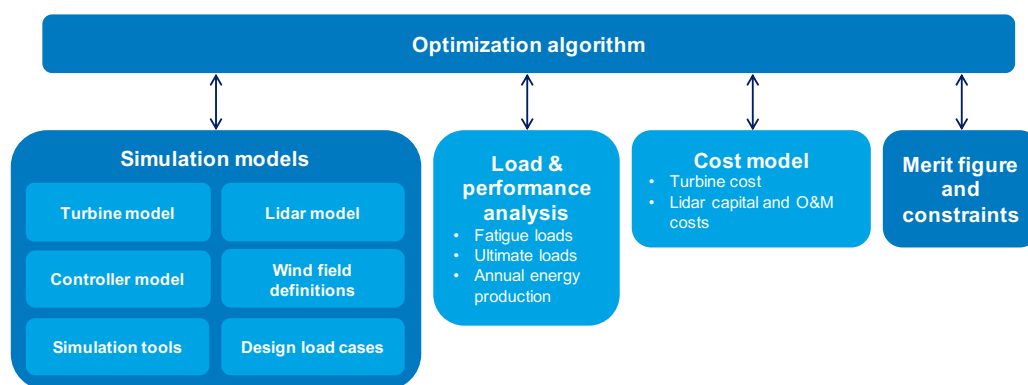 Optimization algorithm
Simulation models
Turbine model
Lidar model
Controller model
Wind field
definitions
Simulation tools
Design load cases
Load &
performance
analysis
• Fatigue loads
• Ultimate loads
• Annual energy
production
Cost model
• Turbine cost
• Lidar capital and O&M
costs
Merit figure
and
constraints